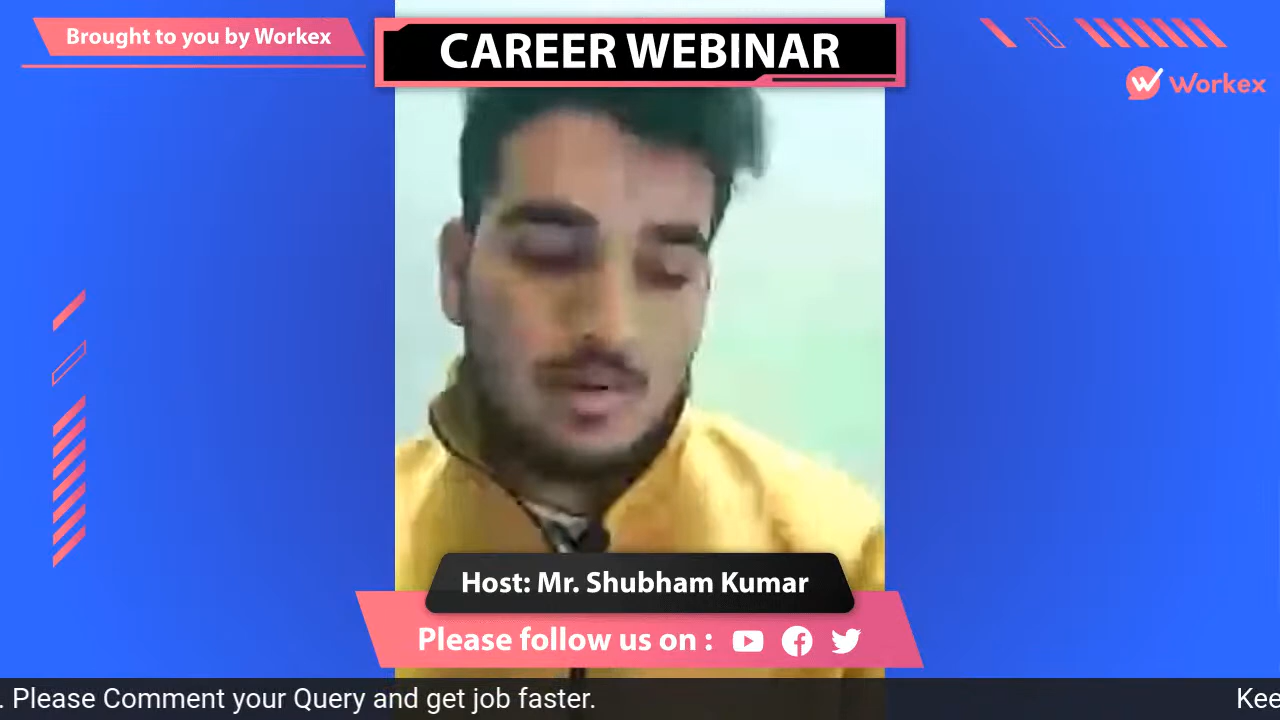 Brought to you by Workex
CAREER WEBINAR
Workex
Host: Mr. Shubham Kumar
Please follow us on :
. Please Comment your Query and get job faster.
Kee